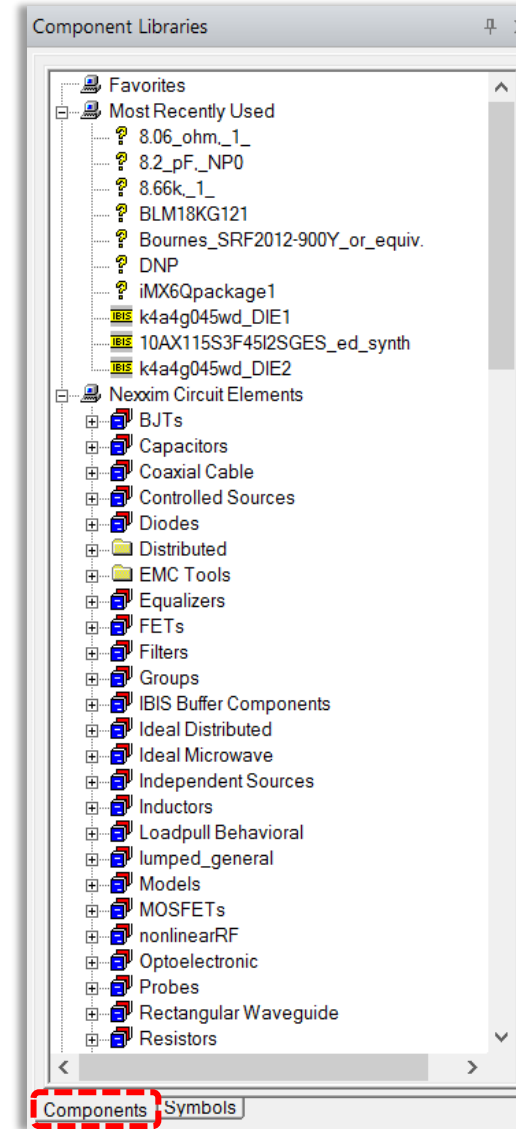 Component Libraries
Favorites
Most Recently Used
8.06_ohm,_1_
8.2_pF,_NP0
8.66k,_1_
BLM18KG121
Bournes_SRF2012-900Y_or_equiv.
DNP
iMX6Qpackage1
IBIS k4a4g045wd_DIE1
IBIS 10AX115S3F45I2SGES_ed_synth
IBIS k4a4g045wd_DIE2
Nexxim Circuit Elements
BJTs
Capacitors
Coaxial Cable
Controlled Sources
Diodes
Distributed
EMC Tools
Equalizers
FETs
Filters
Groups
IBIS Buffer Components
Ideal Distributed
Ideal Microwave
Independent Sources
Inductors
Loadpull Behavioral
lumped_general
Models
MOSFETs
nonlinearRF
Optoelectronic
Probes
Rectangular Waveguide
Resistors
Components Symbols